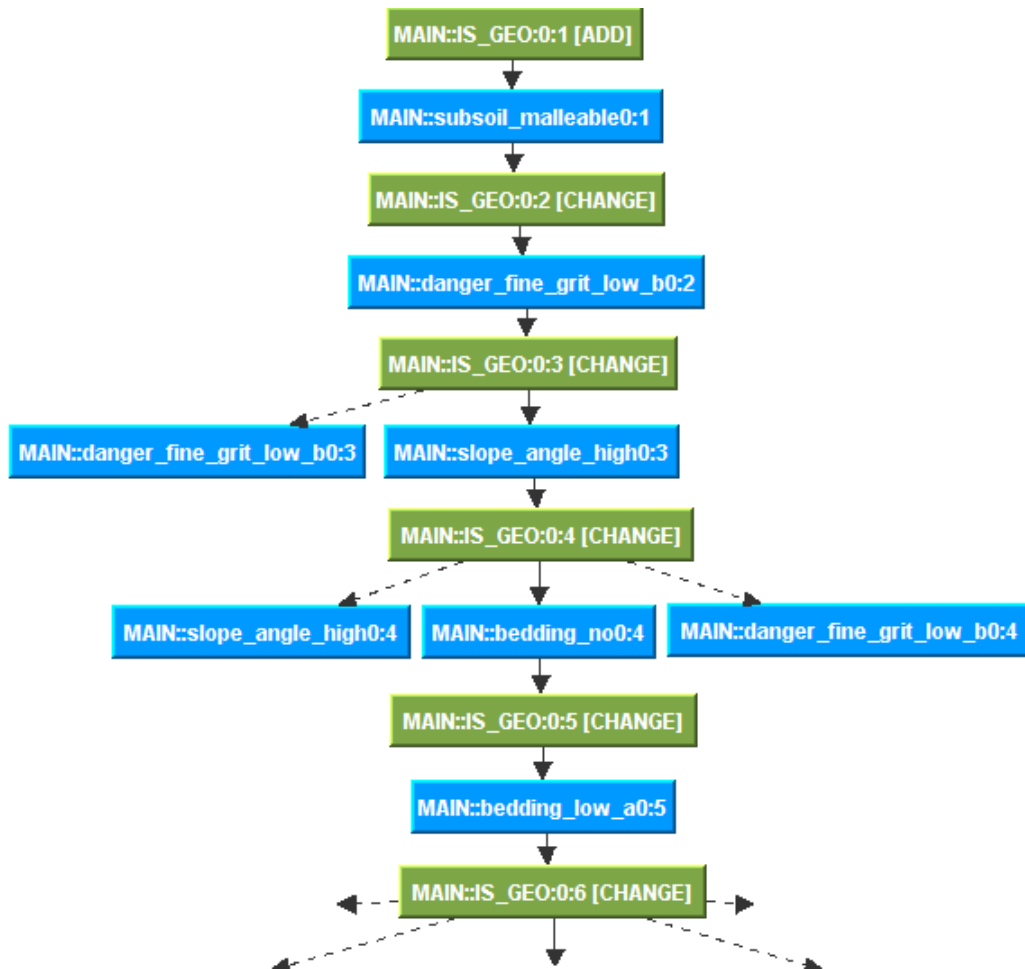 MAIN::IS_GEO:0:1 [ADD]
MAIN::subsoil_malleable0:1
MAIN::IS_GEO:0:2 [CHANGE]
MAIN::danger_fine_grit_low_b0:2
MAIN::IS_GEO:0:3 [CHANGE]
MAIN::danger_fine_grit_low_b0:3
MAIN::slope_angle_high0:3
MAIN::IS_GEO:0:4 [CHANGE]
MAIN::slope_angle_high0:4
MAIN::bedding_no0:4
MAIN::danger_fine_grit_low_b0:4
MAIN::IS_GEO:0:5 [CHANGE]
MAIN::bedding_low_a0:5
MAIN::IS_GEO:0:6 [CHANGE]